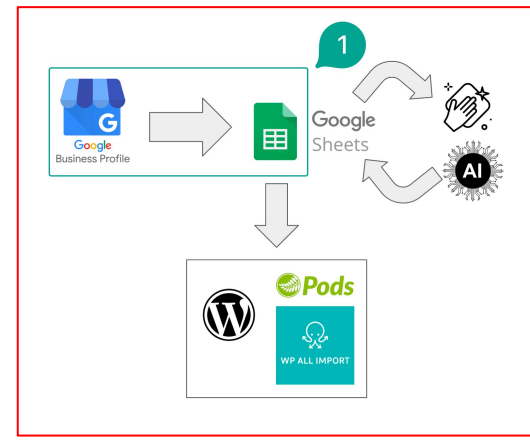 1
G
Google
Business Profile
Google
Sheets
AI
W
Pods
WP ALL IMPORT